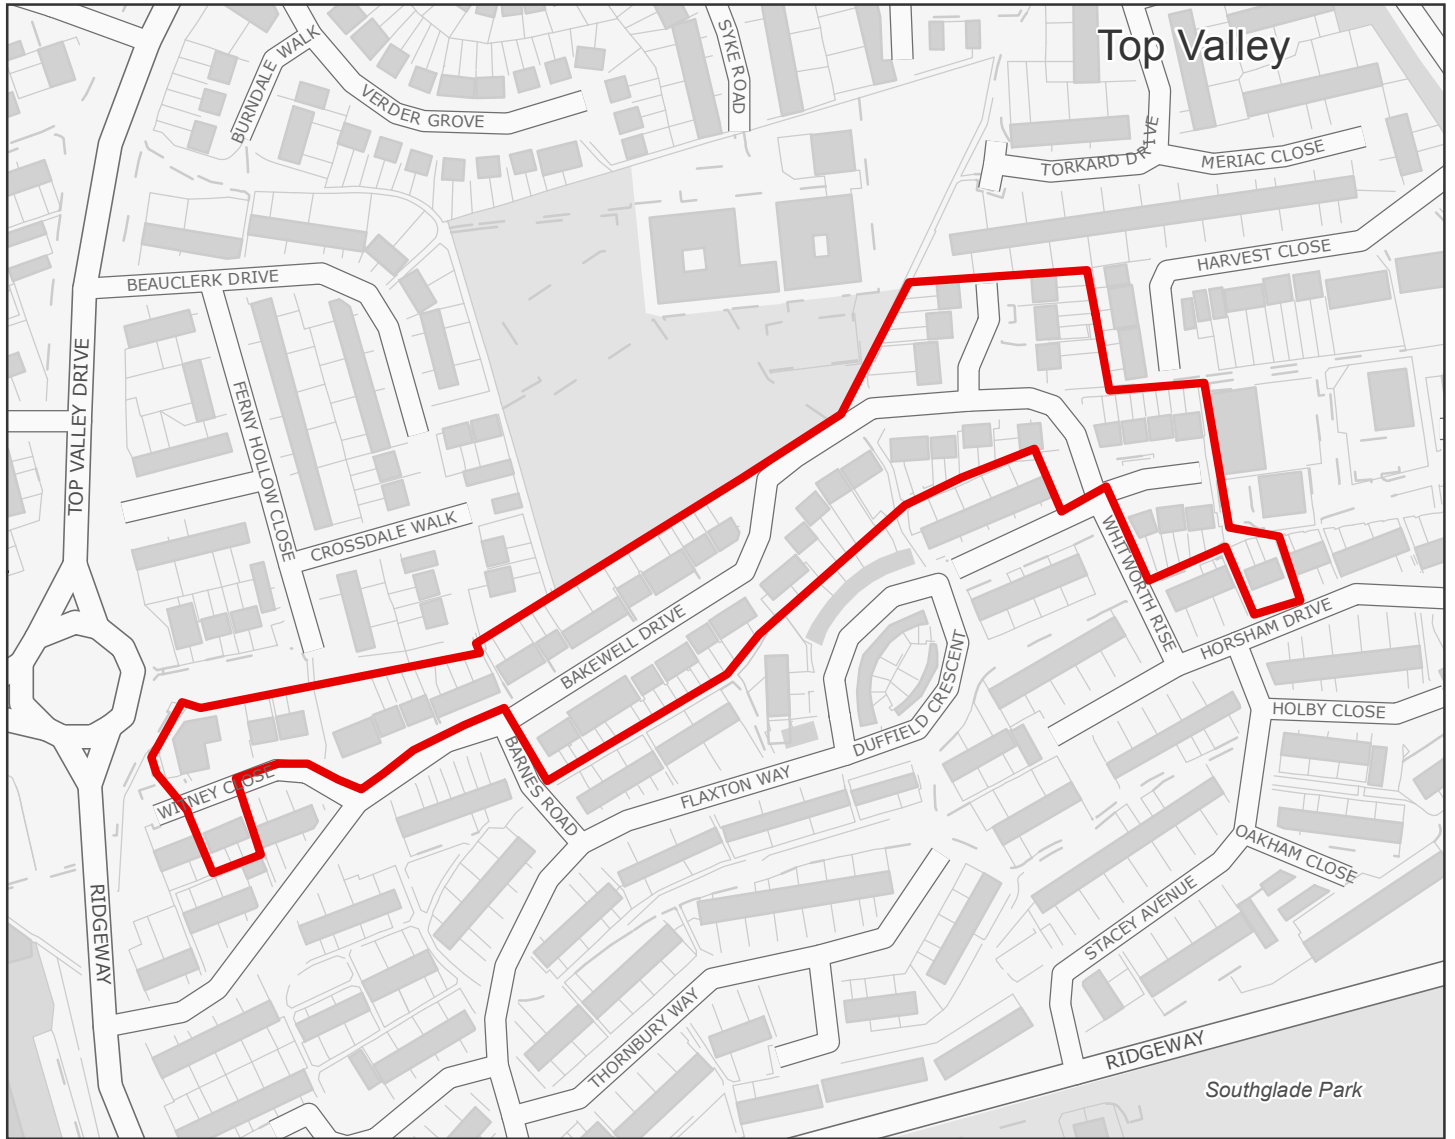 Top Valley
SYKE ROAD
BURNDALE WALK
VERDER GROVE
TORKARD DRIVE
MERIAC CLOSE
HARVEST CLOSE
BEAUCLERK DRIVE
TOP VALLEY DRIVE
FERNY HOLLOW CLOSE
CROSSDALE WALK
WHITWORTH RISE
HORSHAM DRIVE
BAKEWELL DRIVE
DUFFIELD CRESCENT
HOLBY CLOSE
BARNES ROAD
FLAXTON WAY
WITNEY CLOSE
OAKHAM CLOSE
STACEY AVENUE
RIDGEWAY
THORNBURY WAY
RIDGEWAY
Southglade Park